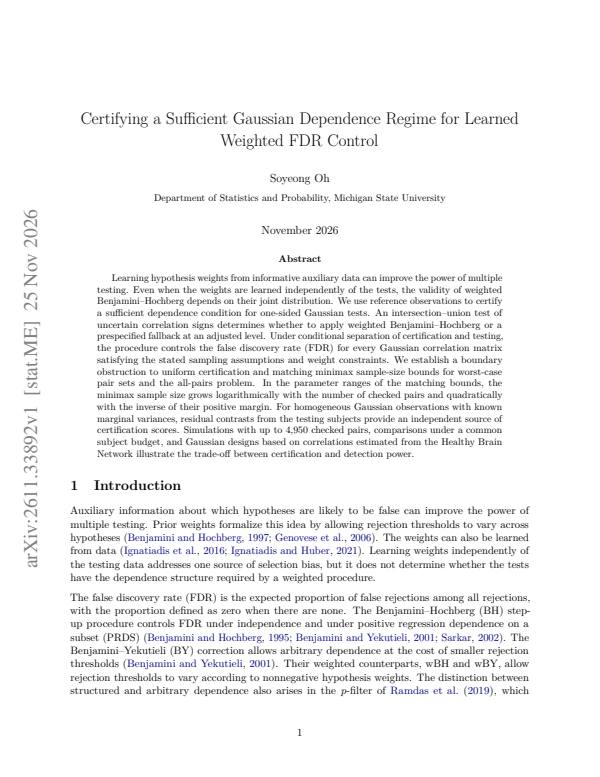 Certifying a Sufficient Gaussian Dependence Regime for Learned
Weighted FDR Control
Soyeong Oh
Department of Statistics and Probability, Michigan State University
November 2026
Abstract
Learning hypothesis weights from informative auxiliary data can improve the power of multiple
testing. Even when the weights are learned independently of the tests, the validity of weighted
Benjamini–Hochberg depends on their joint distribution. We use reference observations to certify
a sufficient dependence condition for one-sided Gaussian tests. An intersection–union test of
uncertain correlation signs determines whether to apply weighted Benjamini–Hochberg or a
prespecified fallback at an adjusted level. Under conditional separation of certification and testing,
the procedure controls the false discovery rate (FDR) for every Gaussian correlation matrix
satisfying the stated sampling assumptions and weight constraints. We establish a boundary
obstruction to uniform certification and matching minimax sample-size bounds for worst-case
pair sets and the all-pairs problem. In the parameter ranges of the matching bounds, the
minimax sample size grows logarithmically with the number of checked pairs and quadratically
with the inverse of their positive margin. For homogeneous Gaussian observations with known
marginal variances, residual contrasts from the testing subjects provide an independent source of
certification scores. Simulations with up to 4,950 checked pairs, comparisons under a common
subject budget, and Gaussian designs based on correlations estimated from the Healthy Brain
Network illustrate the trade-off between certification and detection power.
1 Introduction
Auxiliary information about which hypotheses are likely to be false can improve the power of
multiple testing. Prior weights formalize this idea by allowing rejection thresholds to vary across
hypotheses (Benjamini and Hochberg, 1997; Genovese et al., 2006). The weights can also be learned
from data (Ignatiadis et al., 2016; Ignatiadis and Huber, 2021). Learning weights independently of
the testing data addresses one source of selection bias, but it does not determine whether the tests
have the dependence structure required by a weighted procedure.
The false discovery rate (FDR) is the expected proportion of false rejections among all rejections,
with the proportion defined as zero when there are none. The Benjamini–Hochberg (BH) step-
up procedure controls FDR under independence and under positive regression dependence on a
subset (PRDS) (Benjamini and Hochberg, 1995; Benjamini and Yekutieli, 2001; Sarkar, 2002). The
Benjamini–Yekutieli (BY) correction allows arbitrary dependence at the cost of smaller rejection
thresholds (Benjamini and Yekutieli, 2001). Their weighted counterparts, wBH and wBY, allow
rejection thresholds to vary according to nonnegative hypothesis weights. The distinction between
structured and arbitrary dependence also arises in the p-filter of Ramdas et al. (2019), which
1
arXiv:2611.33892v1 [stat.ME] 25 Nov 2026